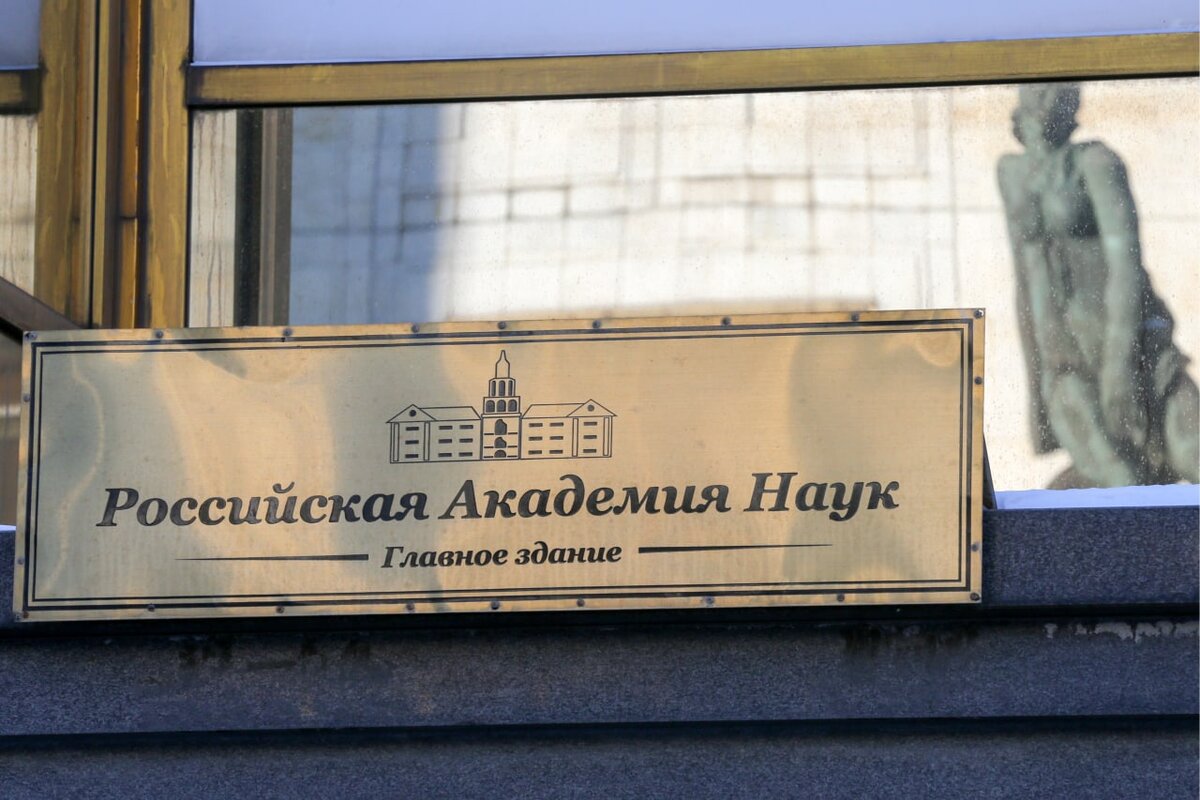 Российская Академия Наук
Главное здание